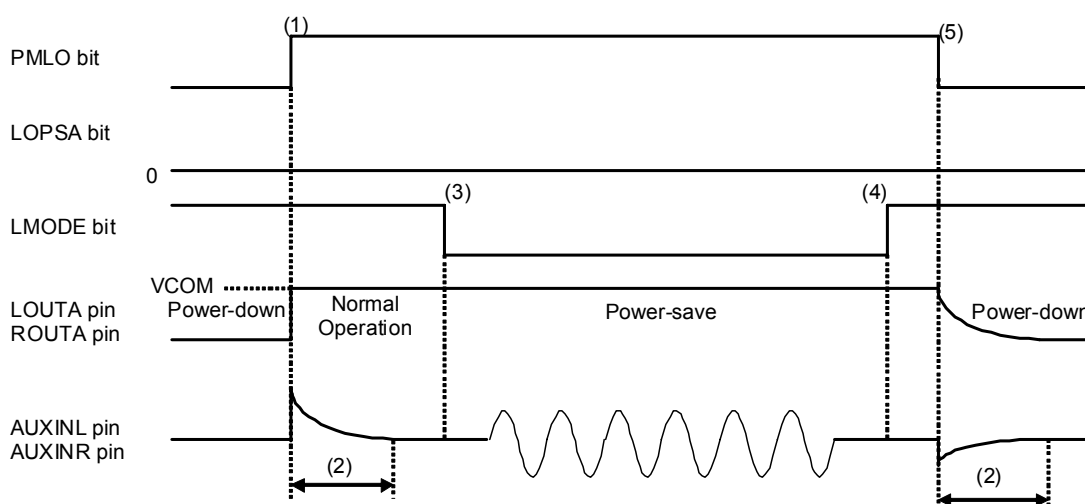 (1)
(5)
PMLO bit
LOPSA bit
0
(3)
(4)
LMODE bit
VCOM
LOUTA pin
ROUTA pin
Power-down
Normal
Operation
Power-save
Power-down
AUXINL pin
AUXINR pin
(2)
(2)